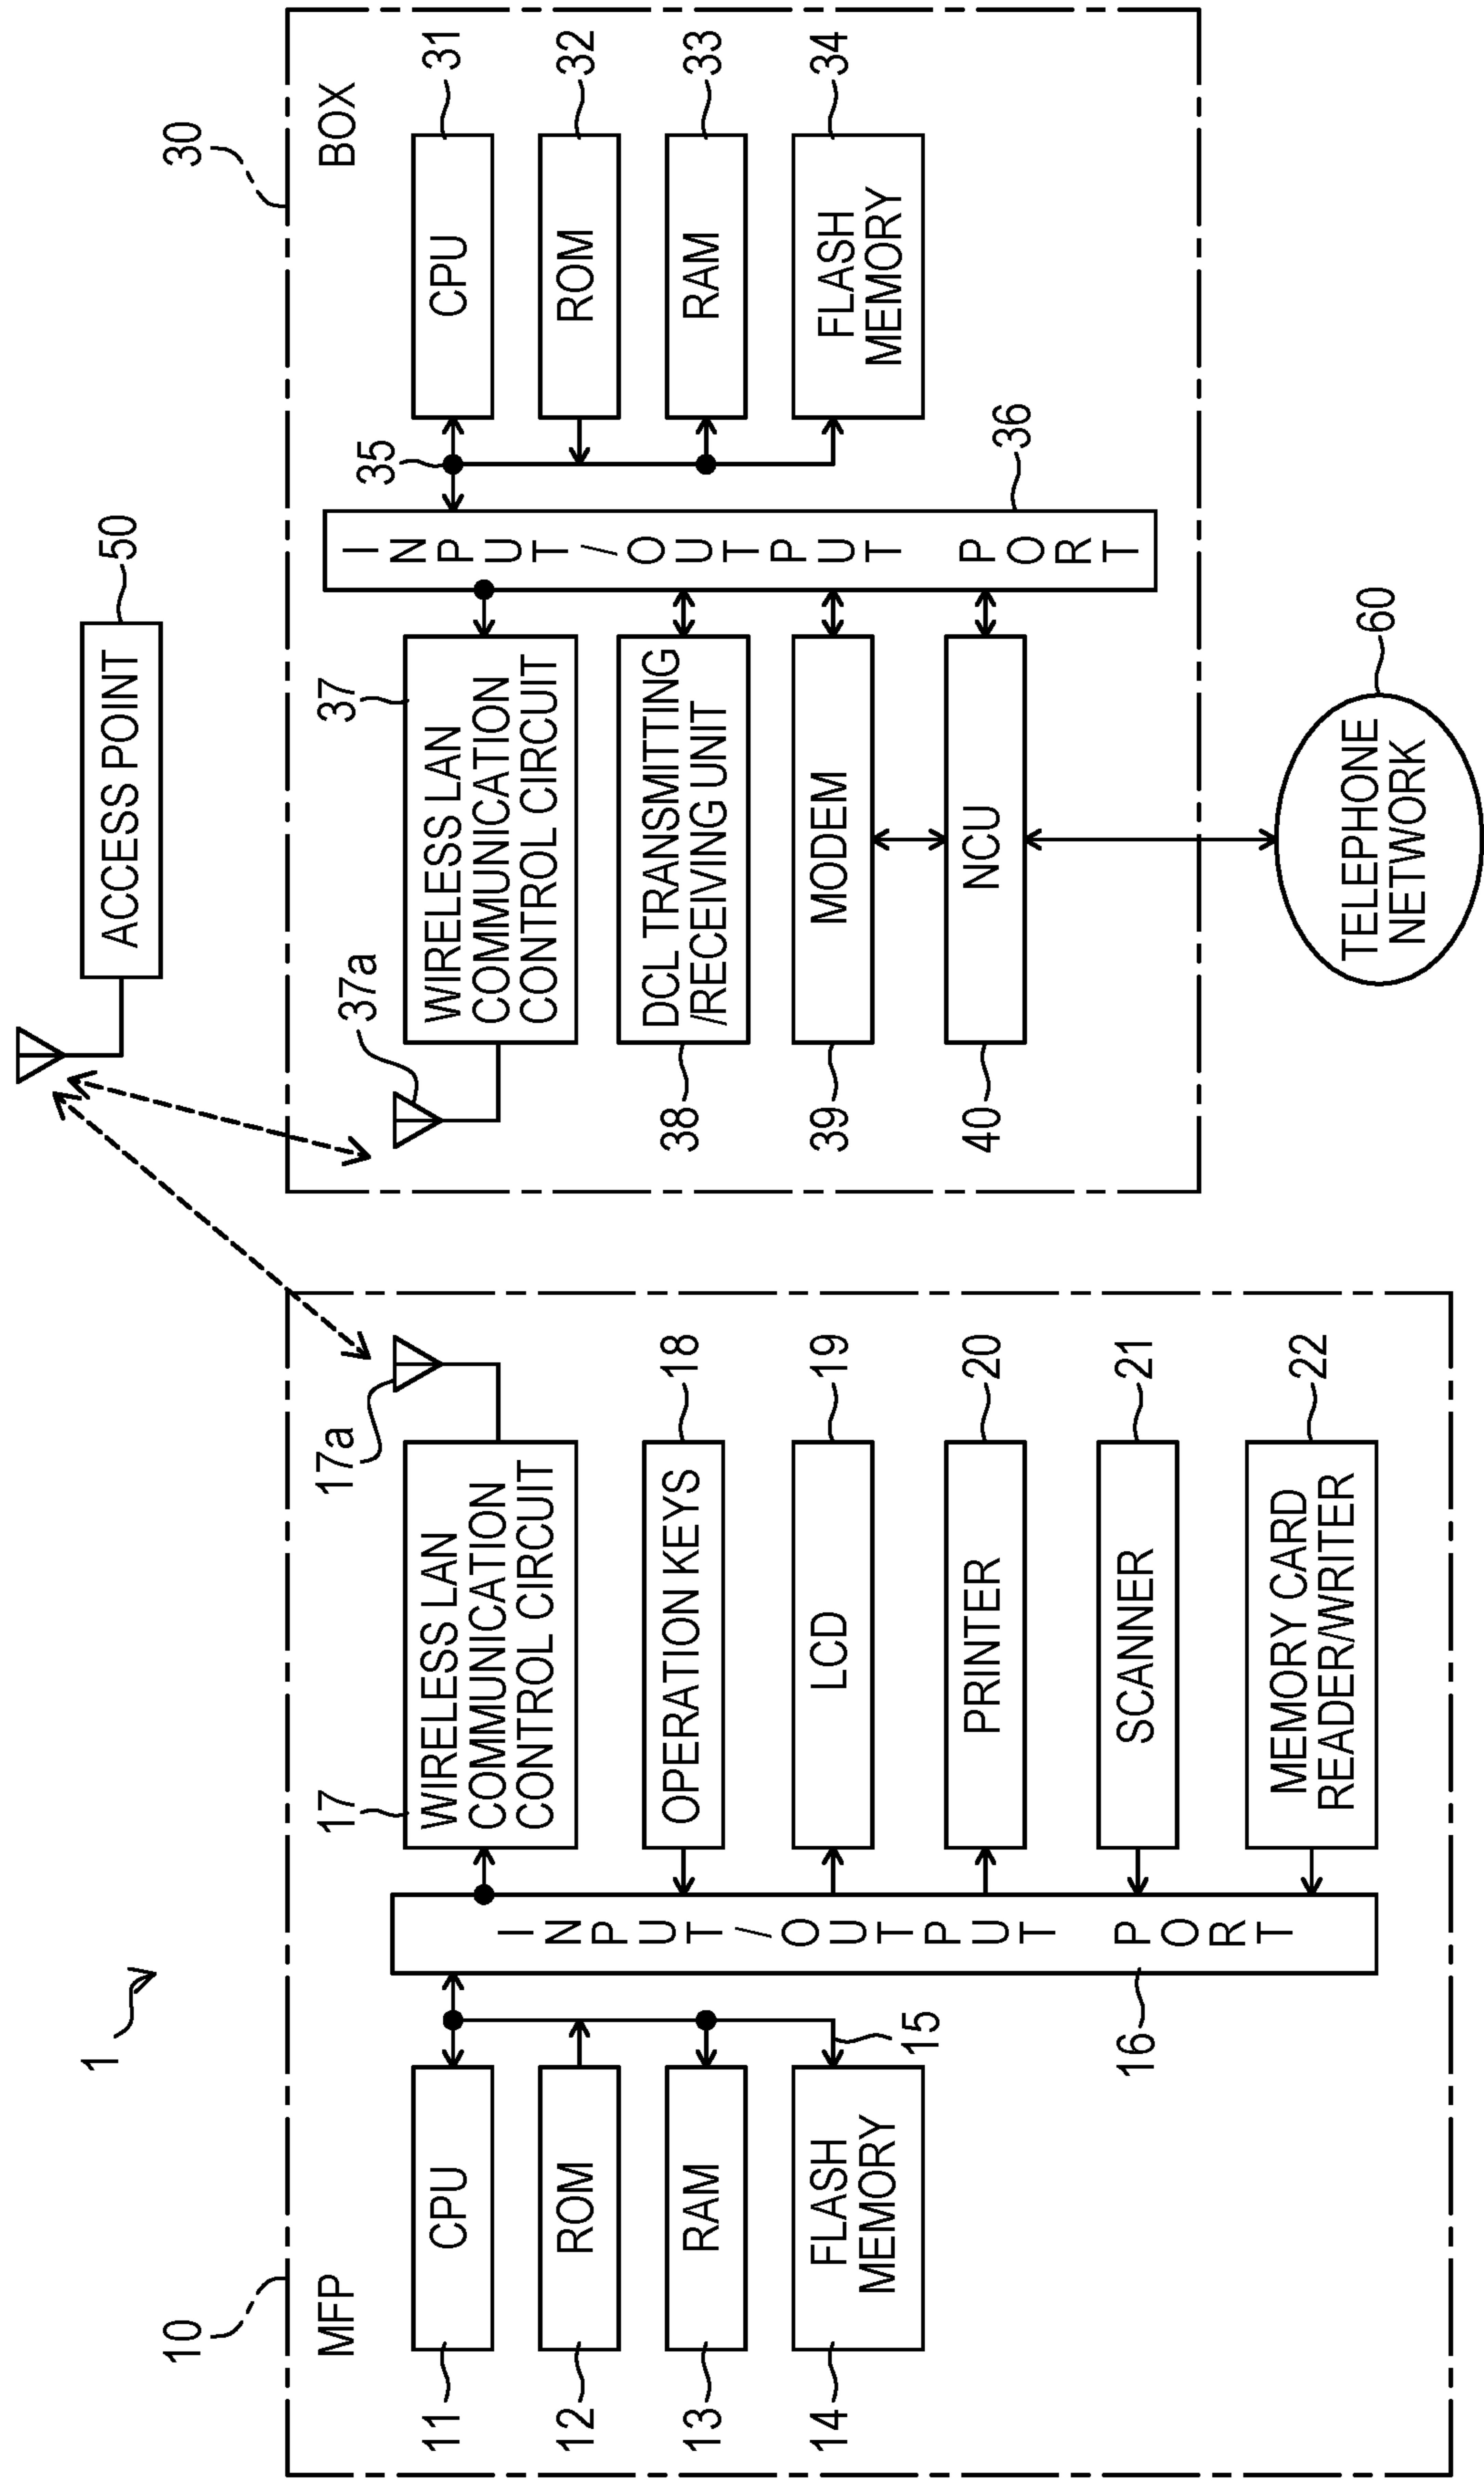 1
50
ACCESS POINT
10
MFP
11
CPU
12
ROM
13
RAM
14
FLASH
MEMORY
15
16
INPUT/OUTPUT PORT
17
WIRELESS LAN
COMMUNICATION
CONTROL CIRCUIT
17a
OPERATION KEYS
18
LCD
19
PRINTER
20
SCANNER
21
MEMORY CARD
READER/WRITER
22
30
BOX
37a
37
WIRELESS LAN
COMMUNICATION
CONTROL CIRCUIT
38
DCL TRANSMITTING
/RECEIVING UNIT
39
MODEM
40
NCU
35
INPUT/OUTPUT PORT
36
CPU
31
ROM
32
RAM
33
FLASH
MEMORY
34
TELEPHONE
NETWORK
60